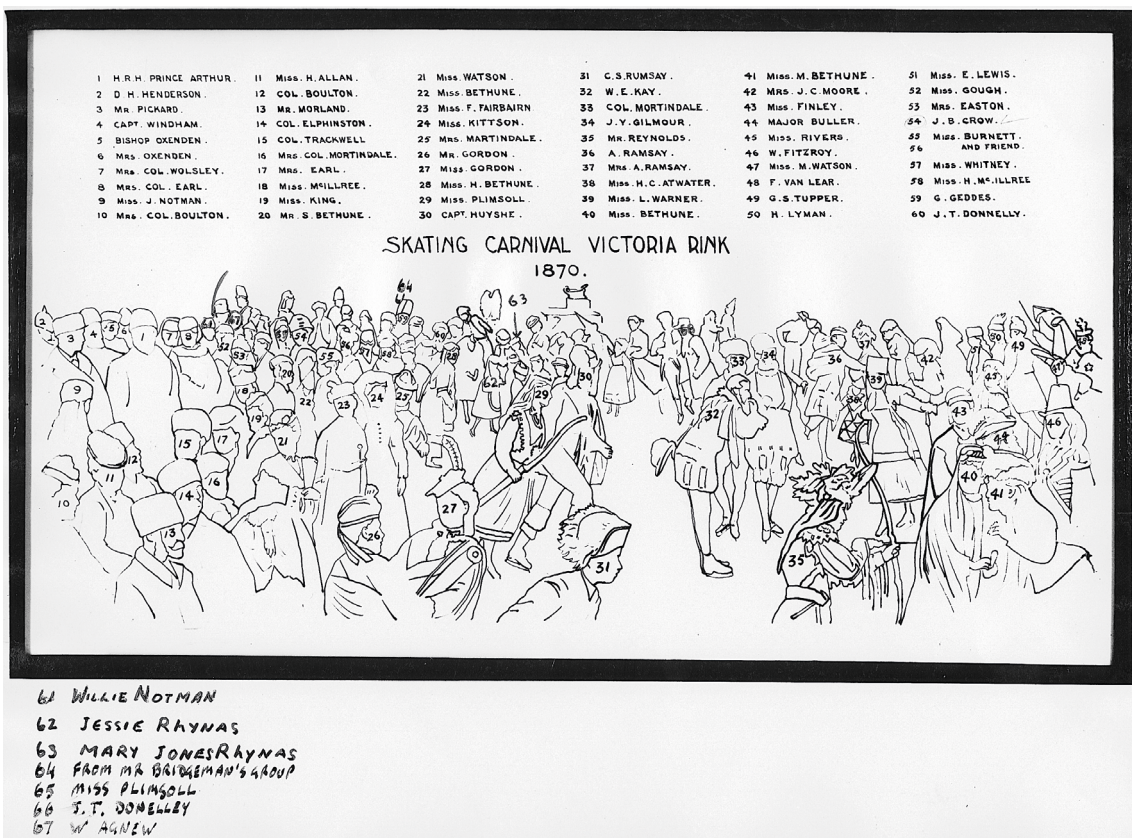 1 H.R.H. PRINCE ARTHUR.
2 D H. HENDERSON.
3 MR. PICKARD.
4 CAPT. WINDHAM.
5 BISHOP OXENDEN.
6 MRS. OXENDEN.
7 MRS. COL. WOLSLEY.
8 MRS. COL. EARL.
9 MISS. J. NOTMAN.
10 MRS. COL. BOULTON.
11 MISS. H. ALLAN.
12 COL. BOULTON.
13 MR. MORLAND.
14 COL. ELPHINSTON.
15 COL. TRACKWELL
16 MRS. COL. MORTINDALE.
17 MRS. EARL.
18 MISS. McILLREE.
19 MISS. KING.
20 MR. S. BETHUNE.
21 MISS. WATSON.
22 MISS. BETHUNE.
23 MISS. F. FAIRBAIRN
24 MISS. KITTSON.
25 MRS. MARTINDALE.
26 MR. GORDON.
27 MISS. GORDON.
28 MISS. H. BETHUNE.
29 MISS. PLIMSOLL.
30 CAPT. HUYSHE.
31 C.S. RUMSAY.
32 W.E. KAY.
33 COL. MORTINDALE.
34 J.Y. GILMOUR.
35 MR. REYNOLDS.
36 A. RAMSAY.
37 MRS. A. RAMSAY.
38 MISS. H.C. ATWATER.
39 MISS. L. WARNER.
40 MISS. BETHUNE.
41 MISS. M. BETHUNE.
42 MRS. J.C. MOORE.
43 MISS. FINLEY.
44 MAJOR BULLER.
45 MISS. RIVERS.
46 W. FITZROY.
47 MISS. M. WATSON.
48 F. VAN LEAR.
49 G.S. TUPPER.
50 H. LYMAN.
51 MISS. E. LEWIS.
52 MISS. GOUGH.
53 MRS. EASTON.
54 J.B. CROW.
55 MISS. BURNETT
56 AND FRIEND.
57 MISS. WHITNEY.
58 MISS. H. Mc.ILLREE
59 G. GEDDES.
60 J.T. DONNELLY.
SKATING CARNIVAL VICTORIA RINK
1870.
61 WILLIE NOTMAN
62 JESSIE RHYNAS
63 MARY JONES RHYNAS
64 FROM MR BRIDGEMAN'S GROUP
65 MISS PLIMSOLL
66 J.T. DONELLEY
67 W AGNEW